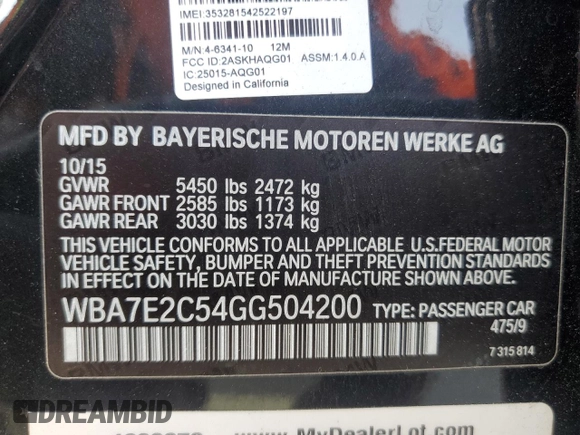 IMEI:353281542522197
M/N:4-6341-10 12M
FCC ID:2ASKHAQG01 ASSM:1.4.0.A
IC:25015-AQG01
Designed in California
MFD BY BAYERISCHE MOTOREN WERKE AG
10/15
GVWR 5450 lbs 2472 kg
GAWR FRONT 2585 lbs 1173 kg
GAWR REAR 3030 lbs 1374 kg
THIS VEHICLE CONFORMS TO ALL APPLICABLE U.S.FEDERAL MOTOR
VEHICLE SAFETY, BUMPER AND THEFT PREVENTION STANDARDS
IN EFFECT ON THE DATE OF MANUFACTURE SHOWN ABOVE.
WBA7E2C54GG504200 TYPE: PASSENGER CAR
475/9
7 315 814
DREAMBID
www.MyDealerLot.com